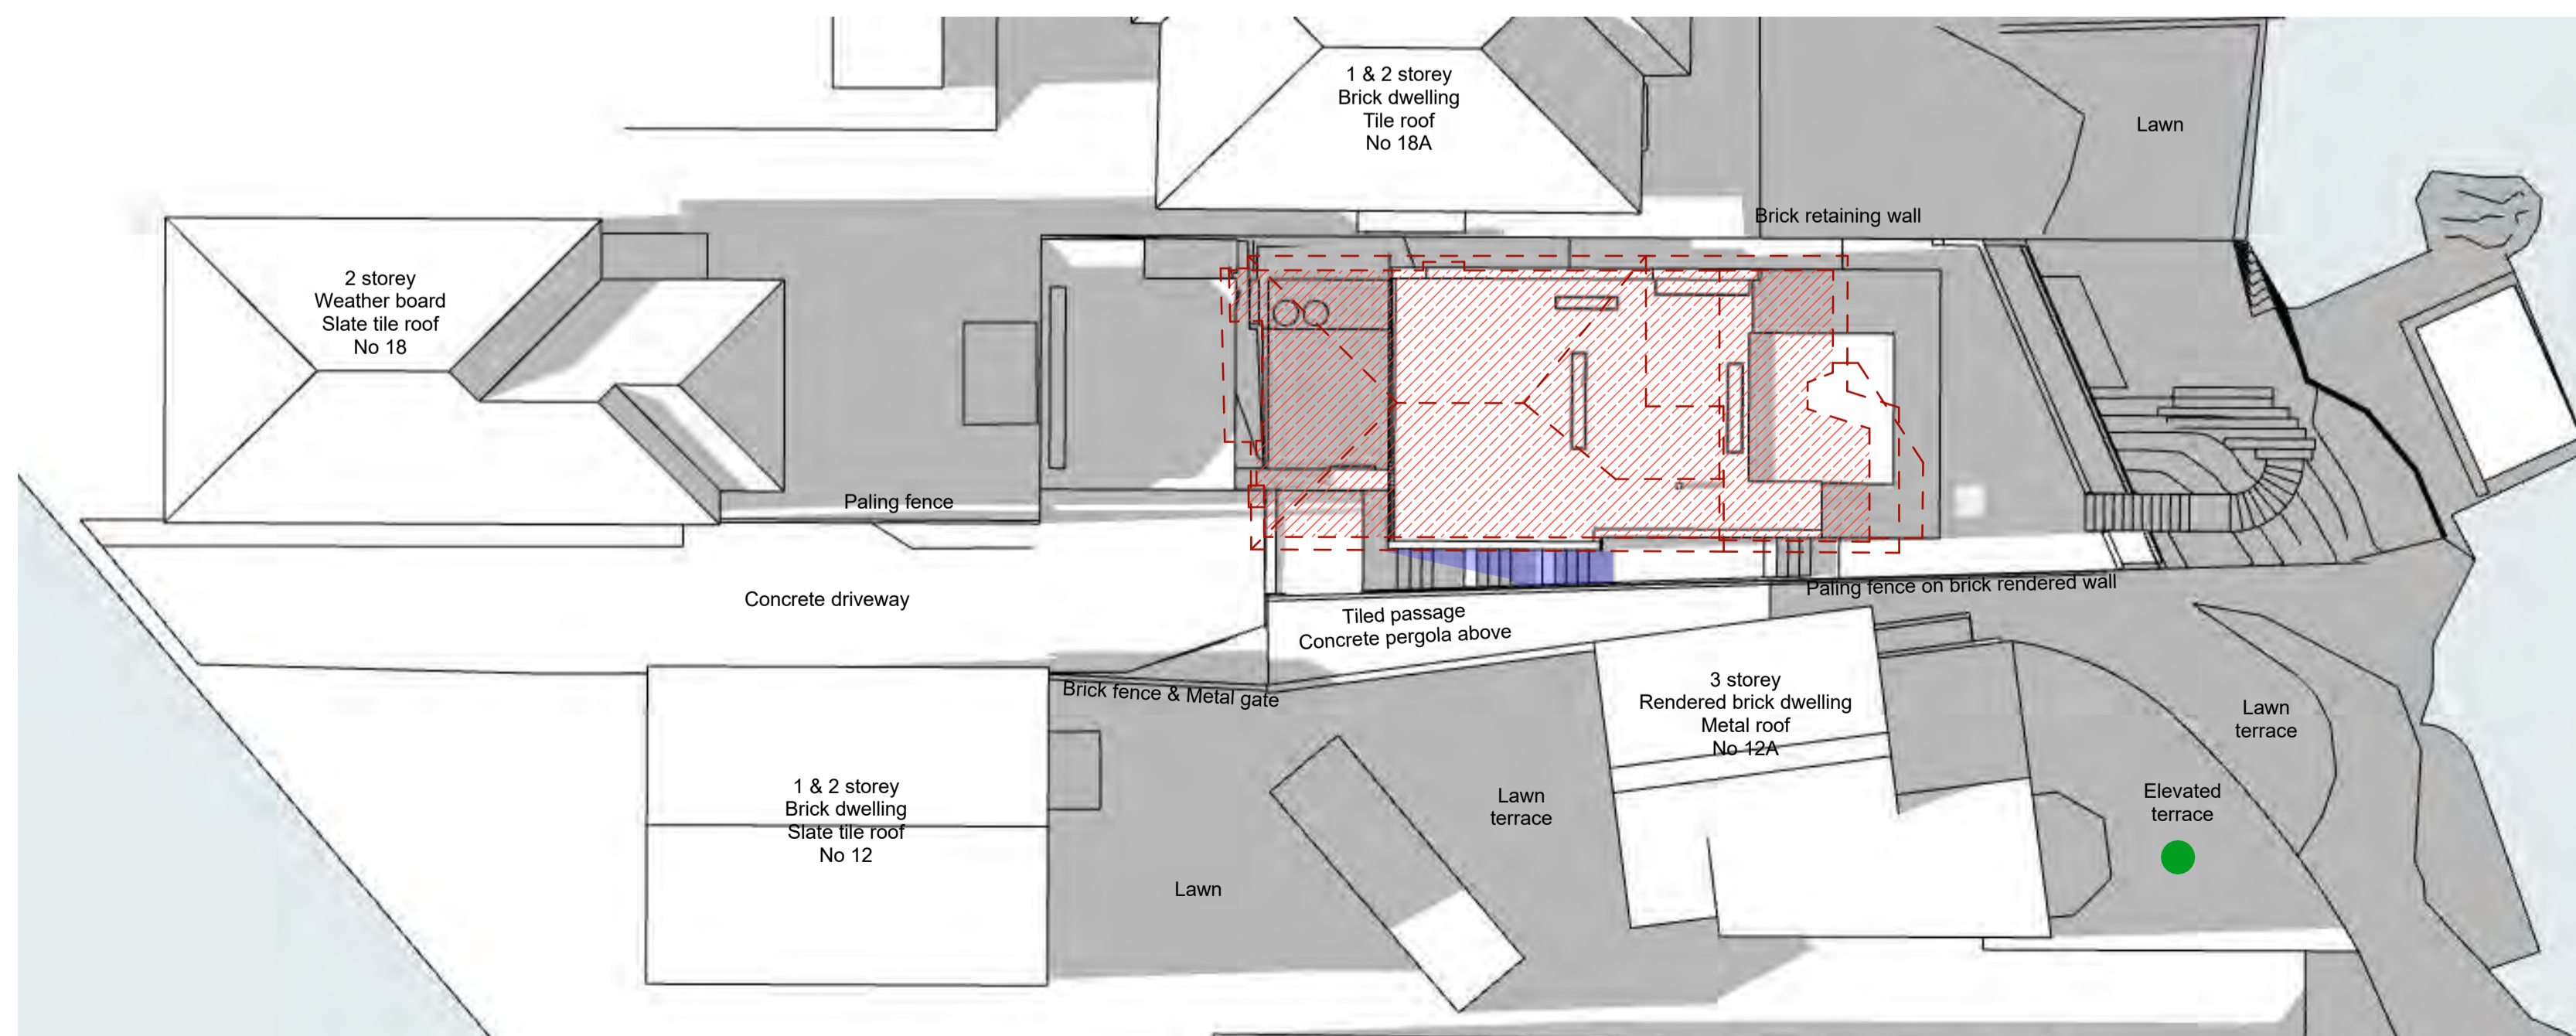 1 & 2 storey
Brick dwelling
Tile roof
No 18A
Lawn
Brick retaining wall
2 storey
Weather board
Slate tile roof
No 18
Paling fence
Concrete driveway
Paling fence on brick rendered wall
Tiled passage
Concrete pergola above
Brick fence & Metal gate
3 storey
Rendered brick dwelling
Metal roof
No 12A
Lawn
terrace
1 & 2 storey
Brick dwelling
Slate tile roof
No 12
Lawn
terrace
Elevated
terrace
Lawn